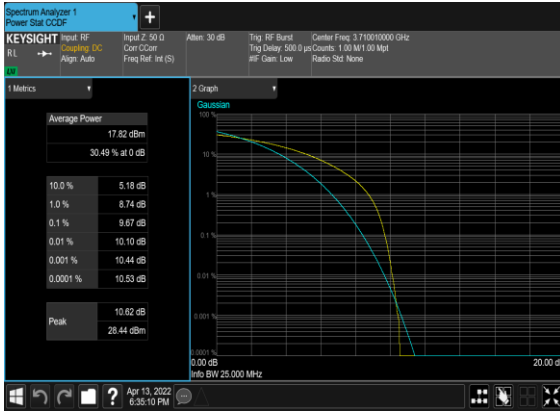 Spectrum Analyzer 1
Power Stat CCDF
KEYSIGHT
RL
Input: RF
Coupling: DC
Align: Auto
Input Z: 50 Ω
Corr CCorr
Freq Ref: Int (S)
Atten: 30 dB
Trig: RF Burst
Trig Delay: 500.0 µs
#IF Gain: Low
Center Freq: 3.710010000 GHz
Counts: 1.00 M/1.00 Mpt
Radio Std: None
1 Metrics
Average Power
17.82 dBm
30.49 % at 0 dB
10.0 % 5.18 dB
1.0 % 8.74 dB
0.1 % 9.67 dB
0.01 % 10.10 dB
0.001 % 10.44 dB
0.0001 % 10.53 dB
Peak
10.62 dB
28.44 dBm
2 Graph
Gaussian
100 %
10 %
1 %
0.1 %
0.01 %
0.001 %
0.0001 %
0.00 dB
20.00 d
Info BW 25.000 MHz
?
Apr 13, 2022
6:35:10 PM